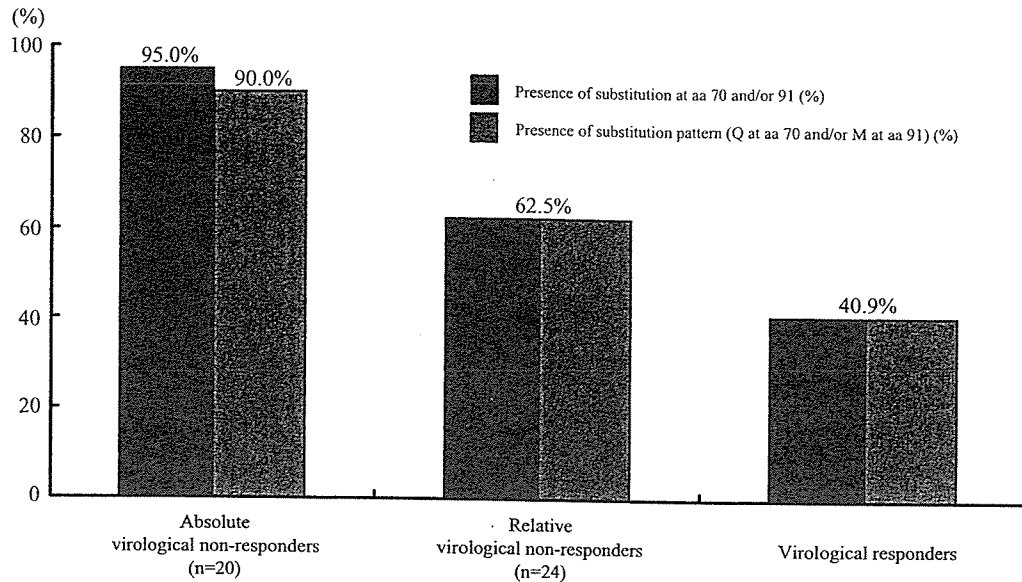 (%)
100
80
60
40
20
0
95.0%
90.0%
62.5%
40.9%
Presence of substitution at aa 70 and/or 91 (%)
Presence of substitution pattern (Q at aa 70 and/or M at aa 91) (%)
Absolute
virological non-responders
(n=20)
Relative
virological non-responders
(n=24)
Virological responders